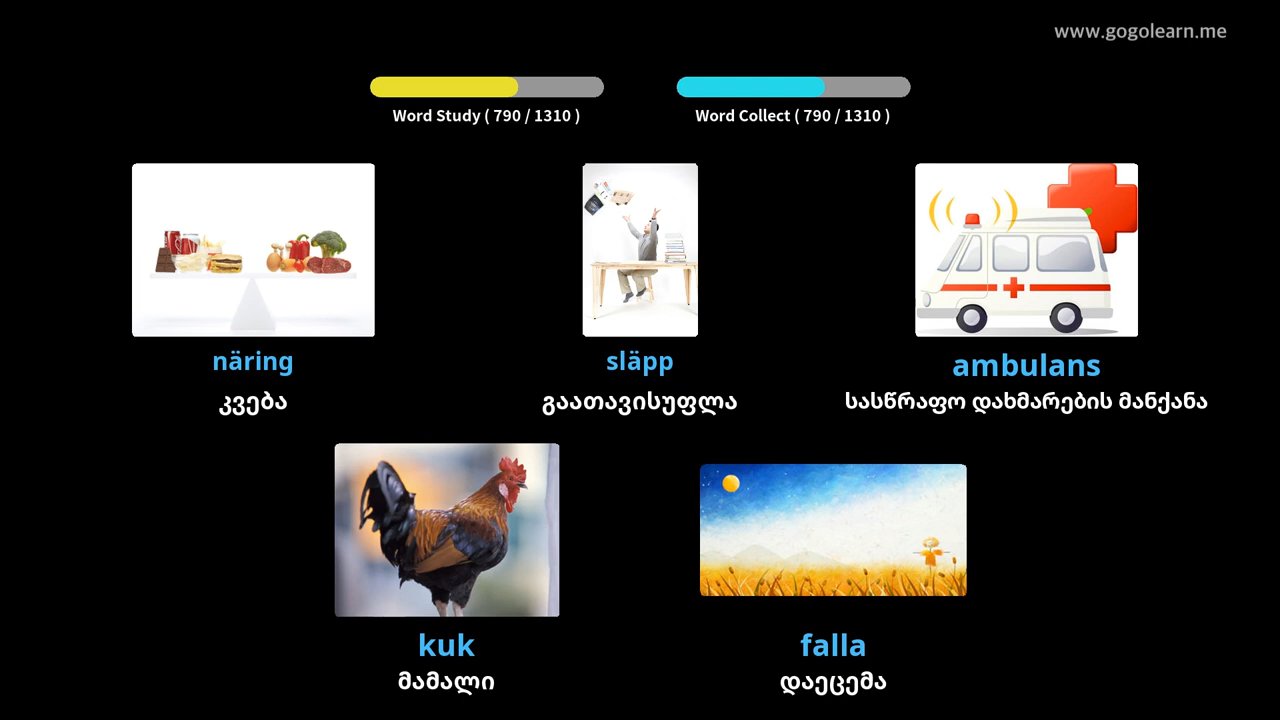 www.gogolearn.me
Word Study ( 790 / 1310 )
Word Collect ( 790 / 1310 )
näring
släpp
ambulans
კვება
გაათავისუფლა
სასწრაფო დახმარების მანქანა
kuk
falla
მამალი
დაეცემა